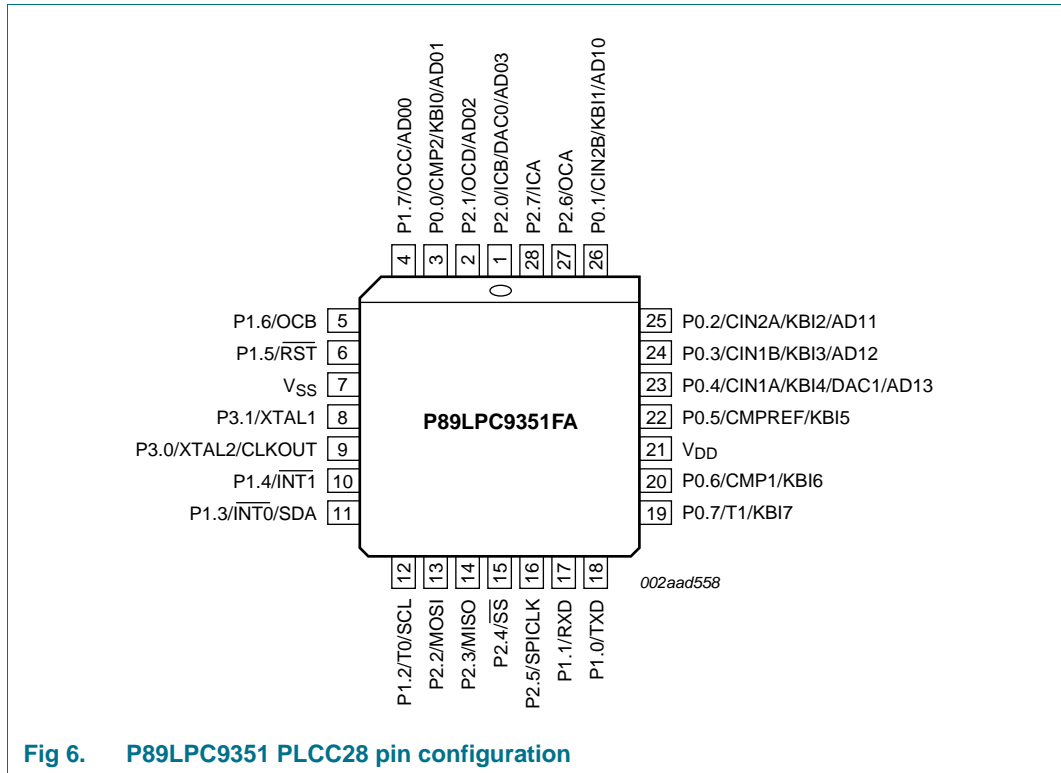 P1.7/OCC/AD00
P0.0/CMP2/KBI0/AD01
P2.1/OCD/AD02
P2.0/ICB/DAC0/AD03
P2.7/ICA
P2.6/OCA
P0.1/CIN2B/KBI1/AD10
4
3
2
1
28
27
26
P1.6/OCB 5
P1.5/RST 6
VSS 7
P3.1/XTAL1 8
P3.0/XTAL2/CLKOUT 9
P1.4/INT1 10
P1.3/INT0/SDA 11
P89LPC9351FA
25 P0.2/CIN2A/KBI2/AD11
24 P0.3/CIN1B/KBI3/AD12
23 P0.4/CIN1A/KBI4/DAC1/AD13
22 P0.5/CMPREF/KBI5
21 VDD
20 P0.6/CMP1/KBI6
19 P0.7/T1/KBI7
12
13
14
15
16
17
18
P1.2/T0/SCL
P2.2/MOSI
P2.3/MISO
P2.4/SS
P2.5/SPICLK
P1.1/RXD
P1.0/TXD
002aad558
Fig 6. P89LPC9351 PLCC28 pin configuration